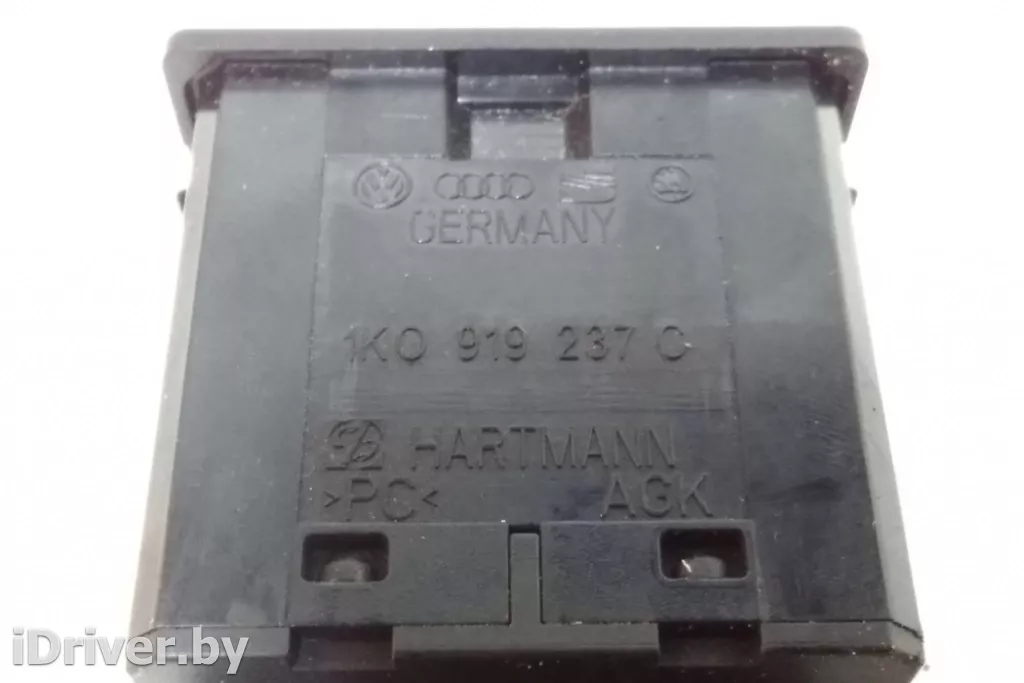 GERMANY
1K0 919 237 C
HARTMANN
>PC< AGK
iDriver.by